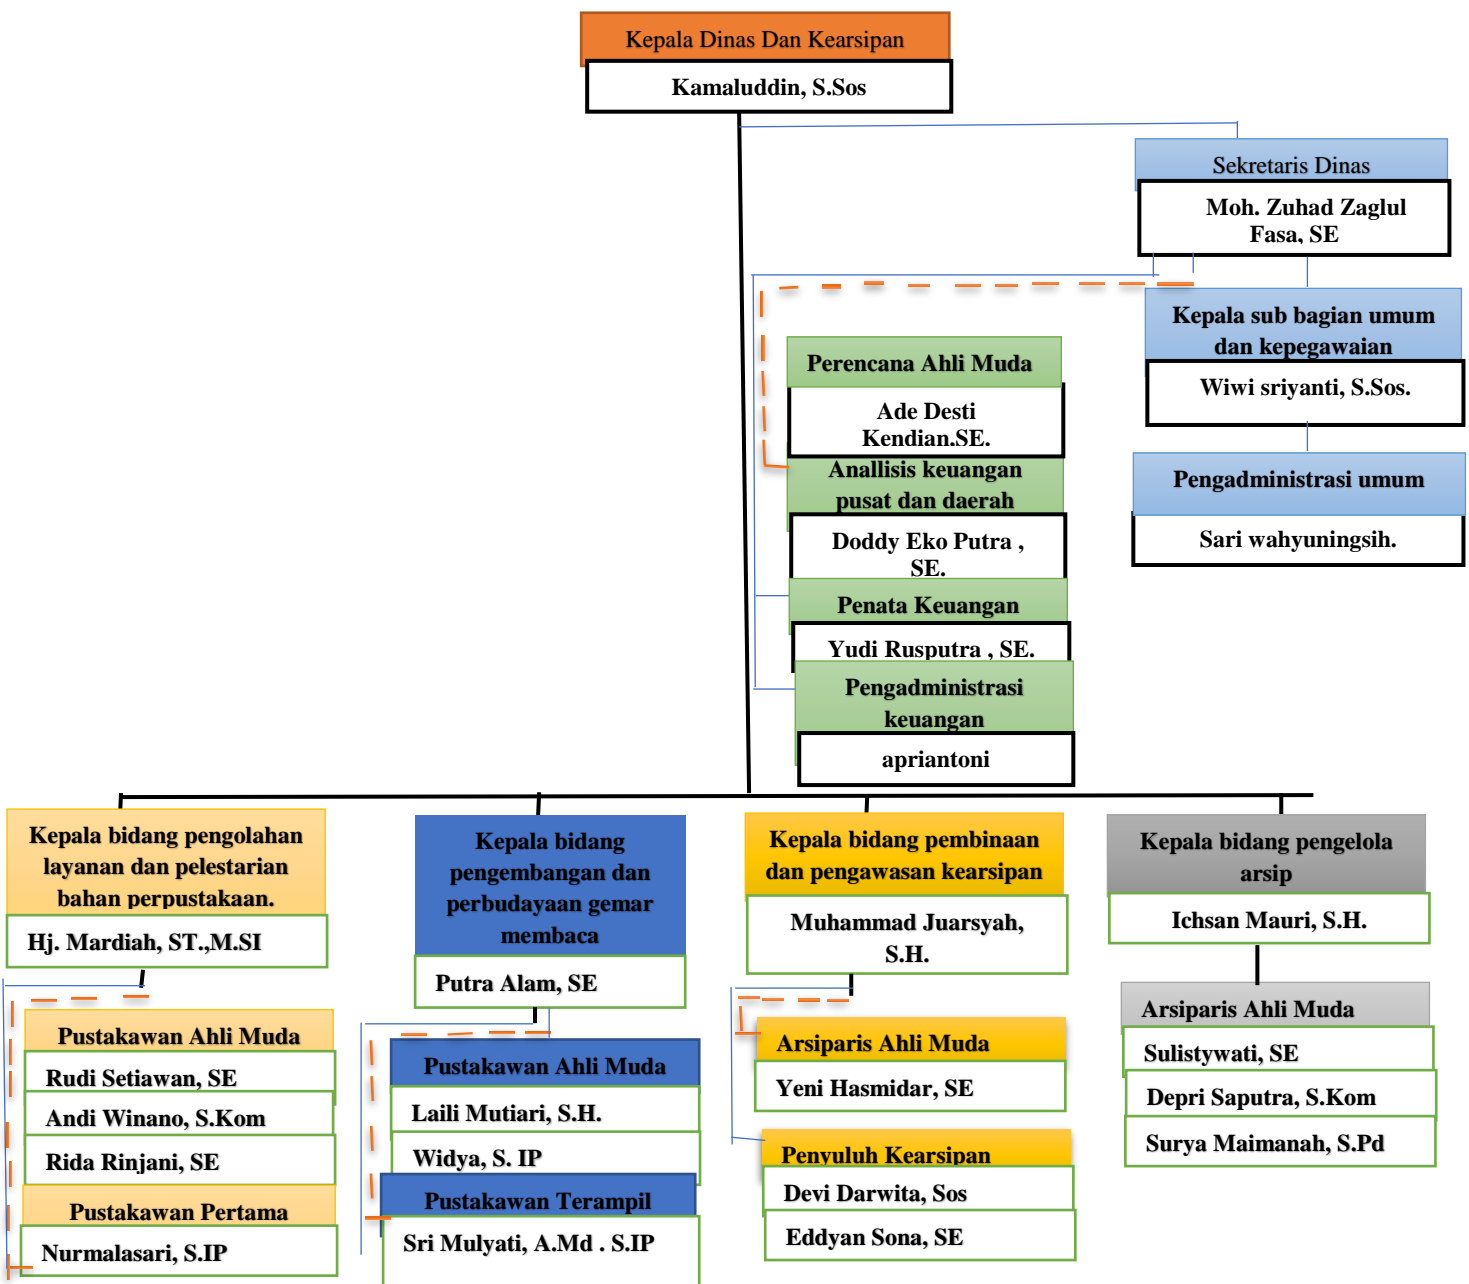 Kepala Dinas Dan Kearsipan
Kamaluddin, S.Sos
Sekretaris Dinas
Moh. Zuhad Zaglul
Fasa, SE
Kepala sub bagian umum
dan kepegawaian
Wiwi sriyanti, S.Sos.
Pengadministrasi umum
Sari wahyuningsih.
Perencana Ahli Muda
Ade Desti
Kendian,SE.
Anallisis keuangan
pusat dan daerah
Doddy Eko Putra ,
SE.
Penata Keuangan
Yudi Rusputra , SE.
Pengadministrasi
keuangan
apriantoni
Kepala bidang pengolahan
layanan dan pelestarian
bahan perpustakaan.
Hj. Mardiah, ST.,M.SI
Pustakawan Ahli Muda
Rudi Setiawan, SE
Andi Winano, S.Kom
Rida Rinjani, SE
Pustakawan Pertama
Nurmalasari, S.IP
Kepala bidang
pengembangan dan
perbudayaan gemar
membaca
Putra Alam, SE
Pustakawan Ahli Muda
Laili Mutiari, S.H.
Widya, S. IP
Pustakawan Terampil
Sri Mulyati, A.Md . S.IP
Kepala bidang pembinaan
dan pengawasan kearsipan
Muhammad Juarsyah,
S.H.
Arsiparis Ahli Muda
Yeni Hasmidar, SE
Penyuluh Kearsipan
Devi Darwita, Sos
Eddyan Sona, SE
Kepala bidang pengelola
arsip
Ichsan Mauri, S.H.
Arsiparis Ahli Muda
Sulistywati, SE
Depri Saputra, S.Kom
Surya Maimanah, S.Pd